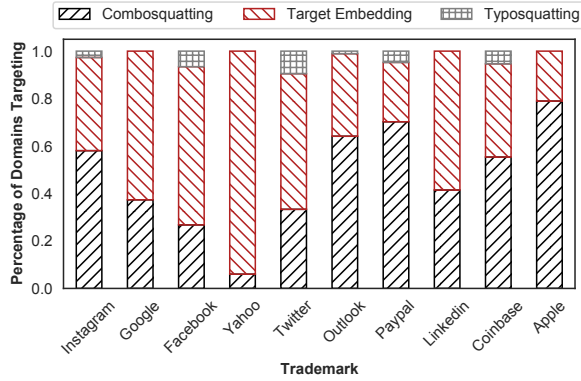 Combosquatting Target Embedding Typosquatting
Percentage of Domains Targeting
1.0
0.8
0.6
0.4
0.2
0.0
Instagram Google Facebook Yahoo Twitter Outlook Paypal Linkedin Coinbase Apple
Trademark